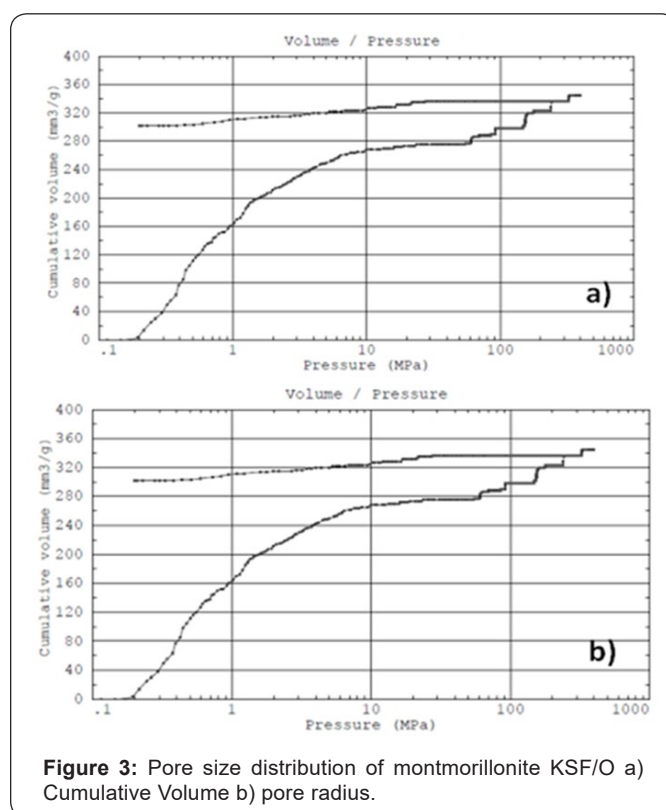 Volume / Pressure
Cumulative volume (mm3/g)
400
360
320
280
240
200
160
120
80
40
0
a)
.1 1 10 100 1000
Pressure (MPa)
Volume / Pressure
Cumulative volume (mm3/g)
400
360
320
280
240
200
160
120
80
40
0
b)
.1 1 10 100 1000
Pressure (MPa)
Figure 3: Pore size distribution of montmorillonite KSF/O a)
Cumulative Volume b) pore radius.